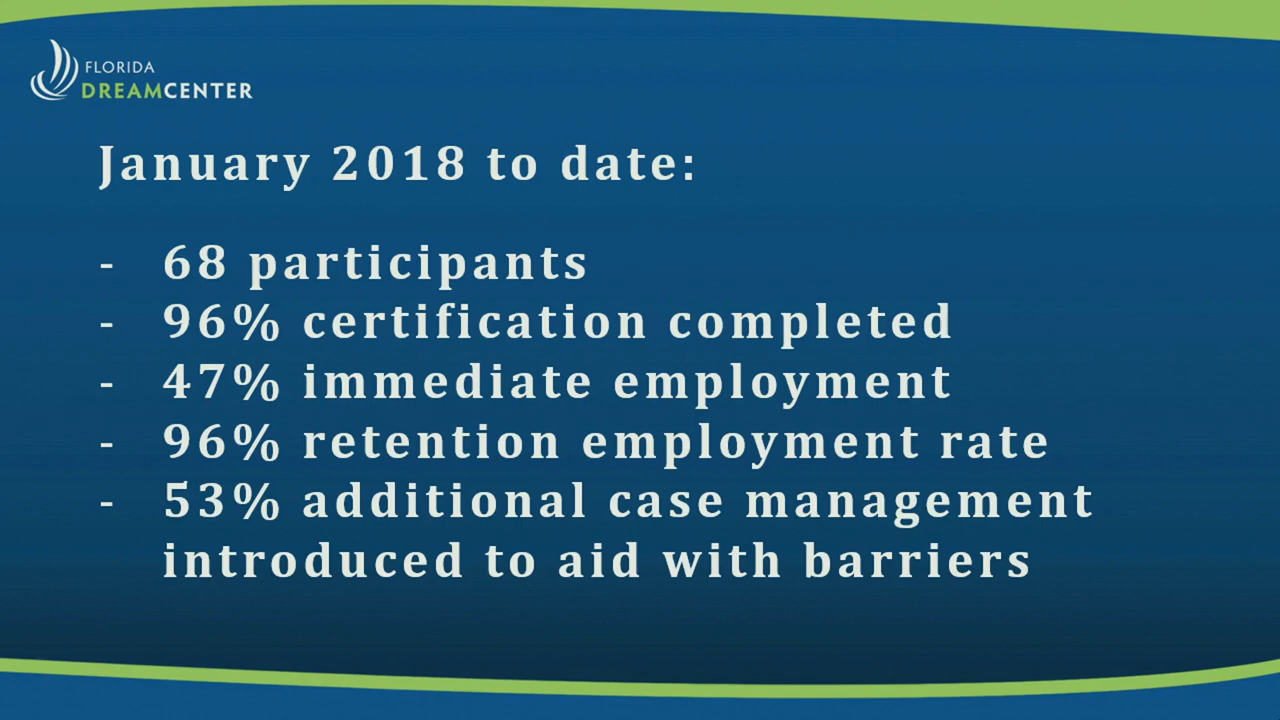 FLORIDA
DREAMCENTER
January 2018 to date:
- 68 participants
- 96% certification completed
- 47% immediate employment
- 96% retention employment rate
- 53% additional case management
introduced to aid with barriers